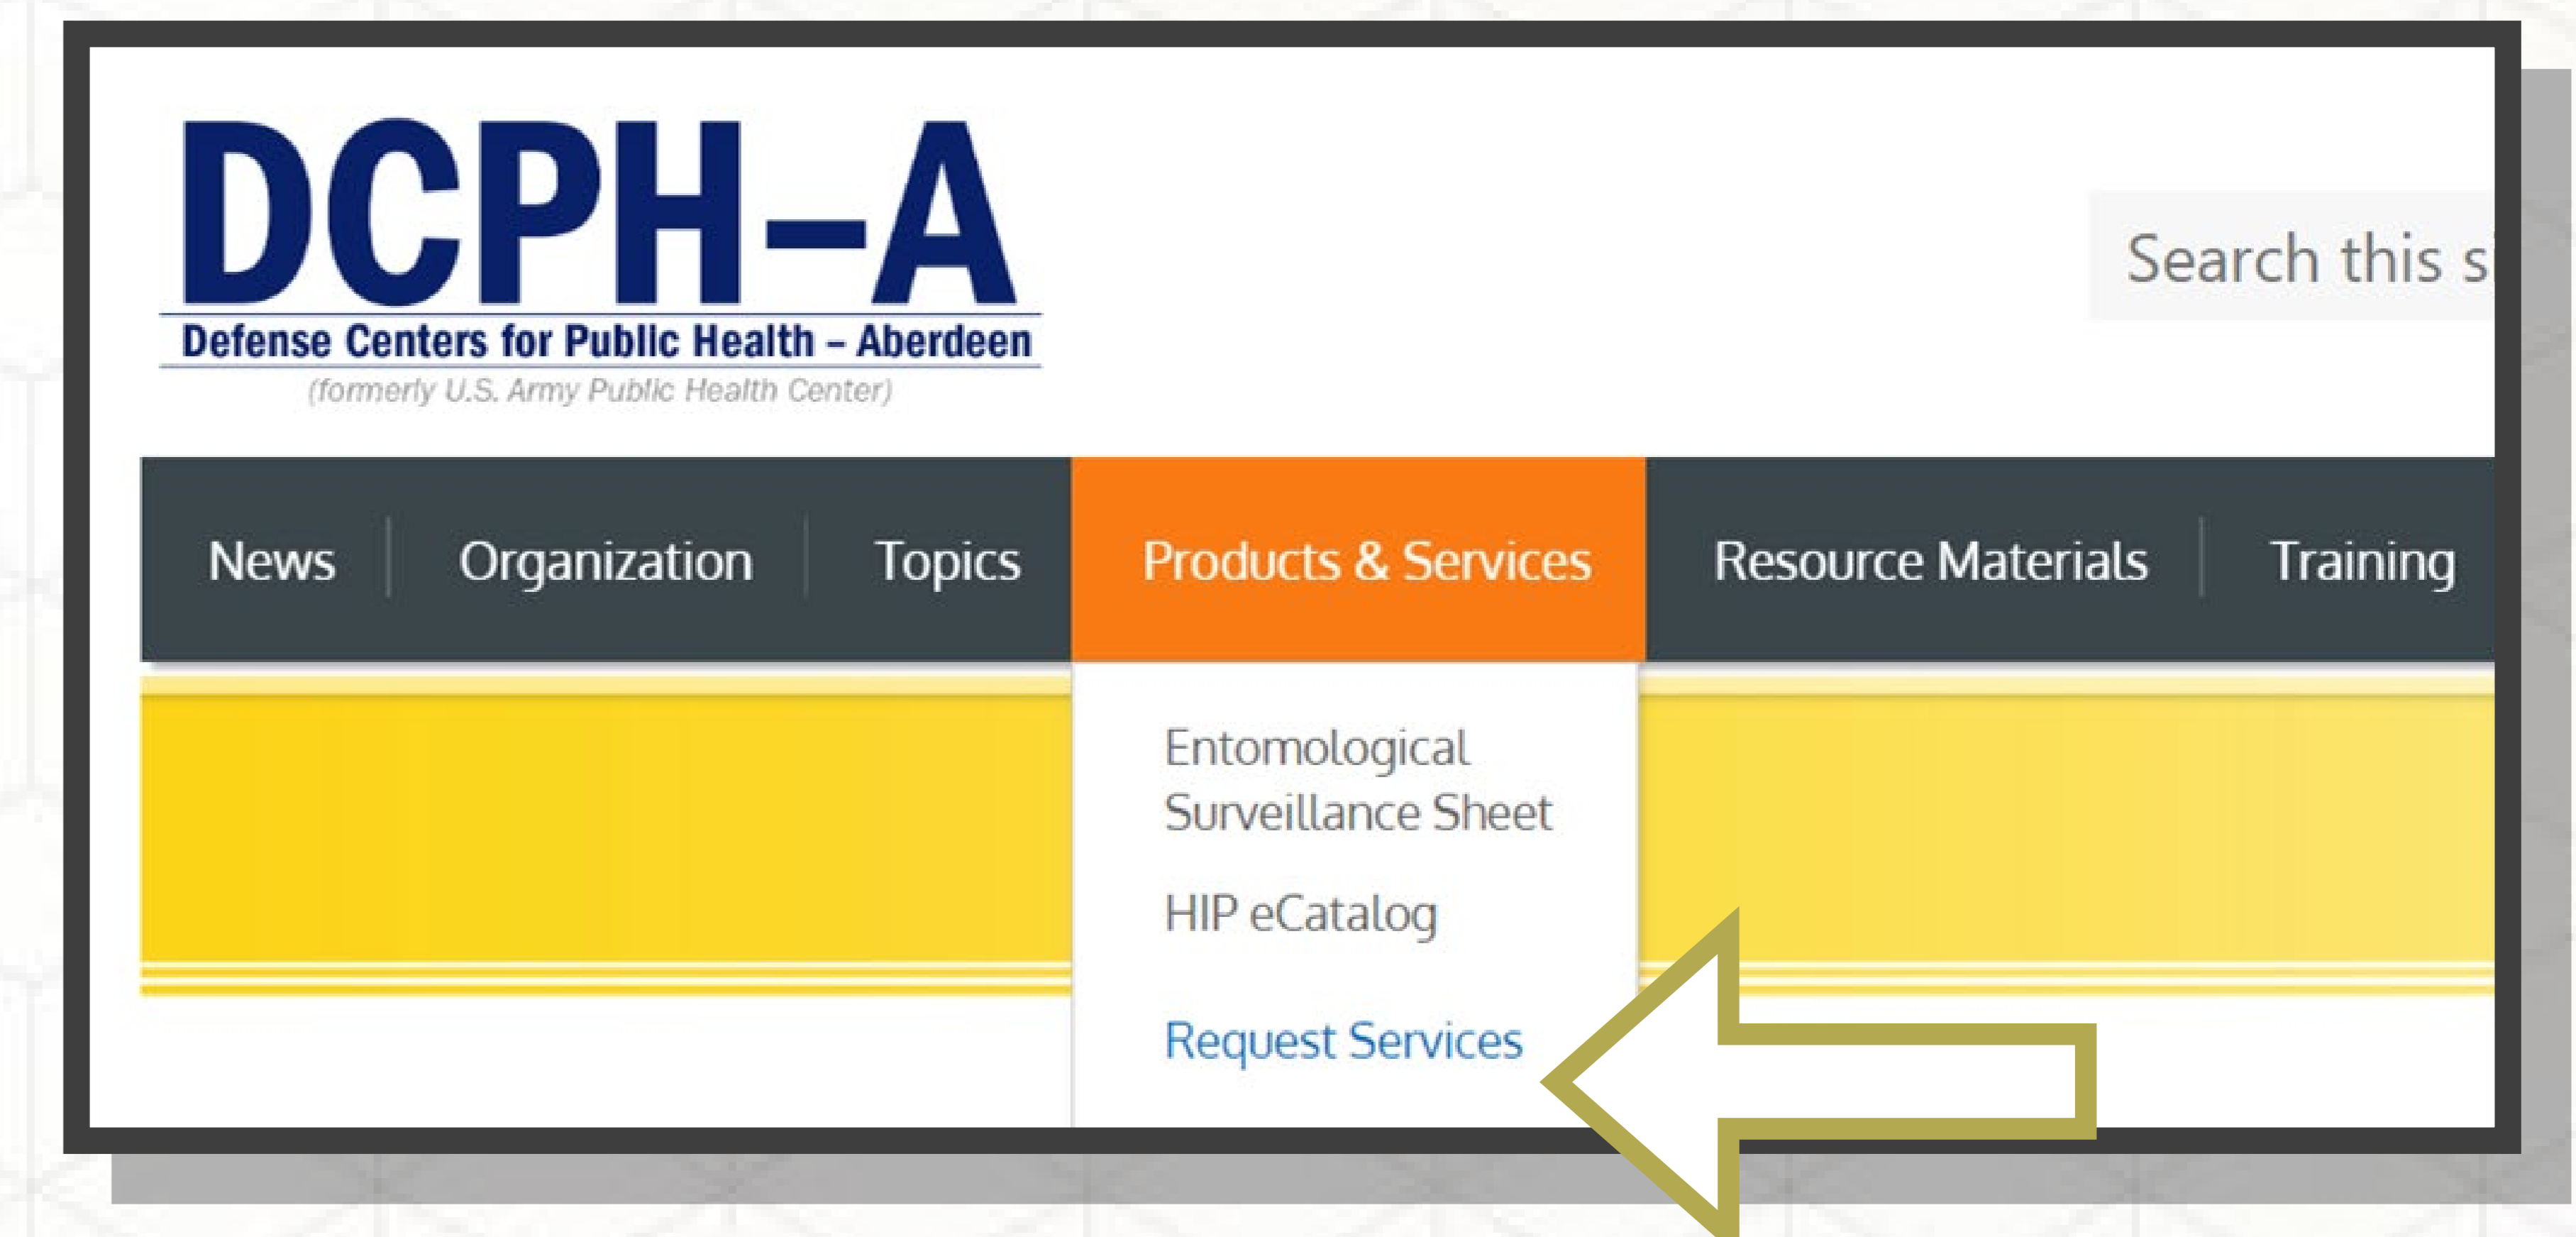 DCPH–A
Defense Centers for Public Health – Aberdeen
(formerly U.S. Army Public Health Center)
Search this si
News Organization Topics Products & Services Resource Materials Training
Entomological
Surveillance Sheet
HIP eCatalog
Request Services